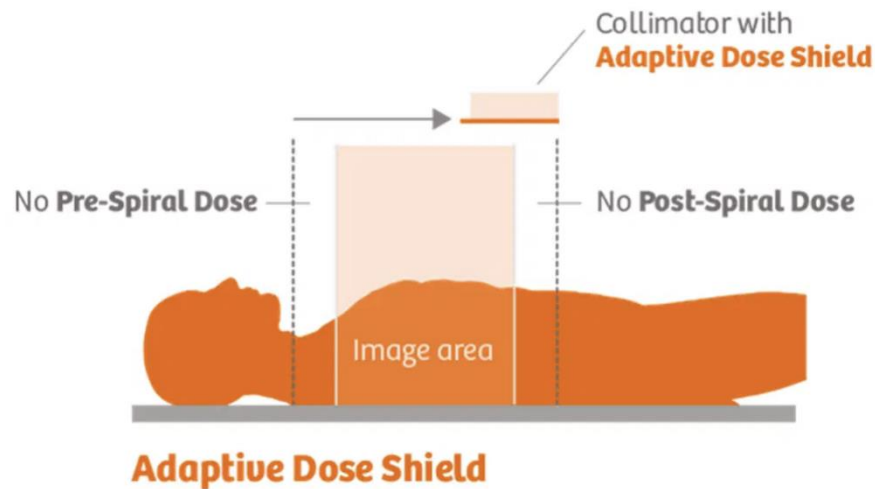 Collimator with
Adaptive Dose Shield
No Pre-Spiral Dose
No Post-Spiral Dose
Image area
Adaptive Dose Shield